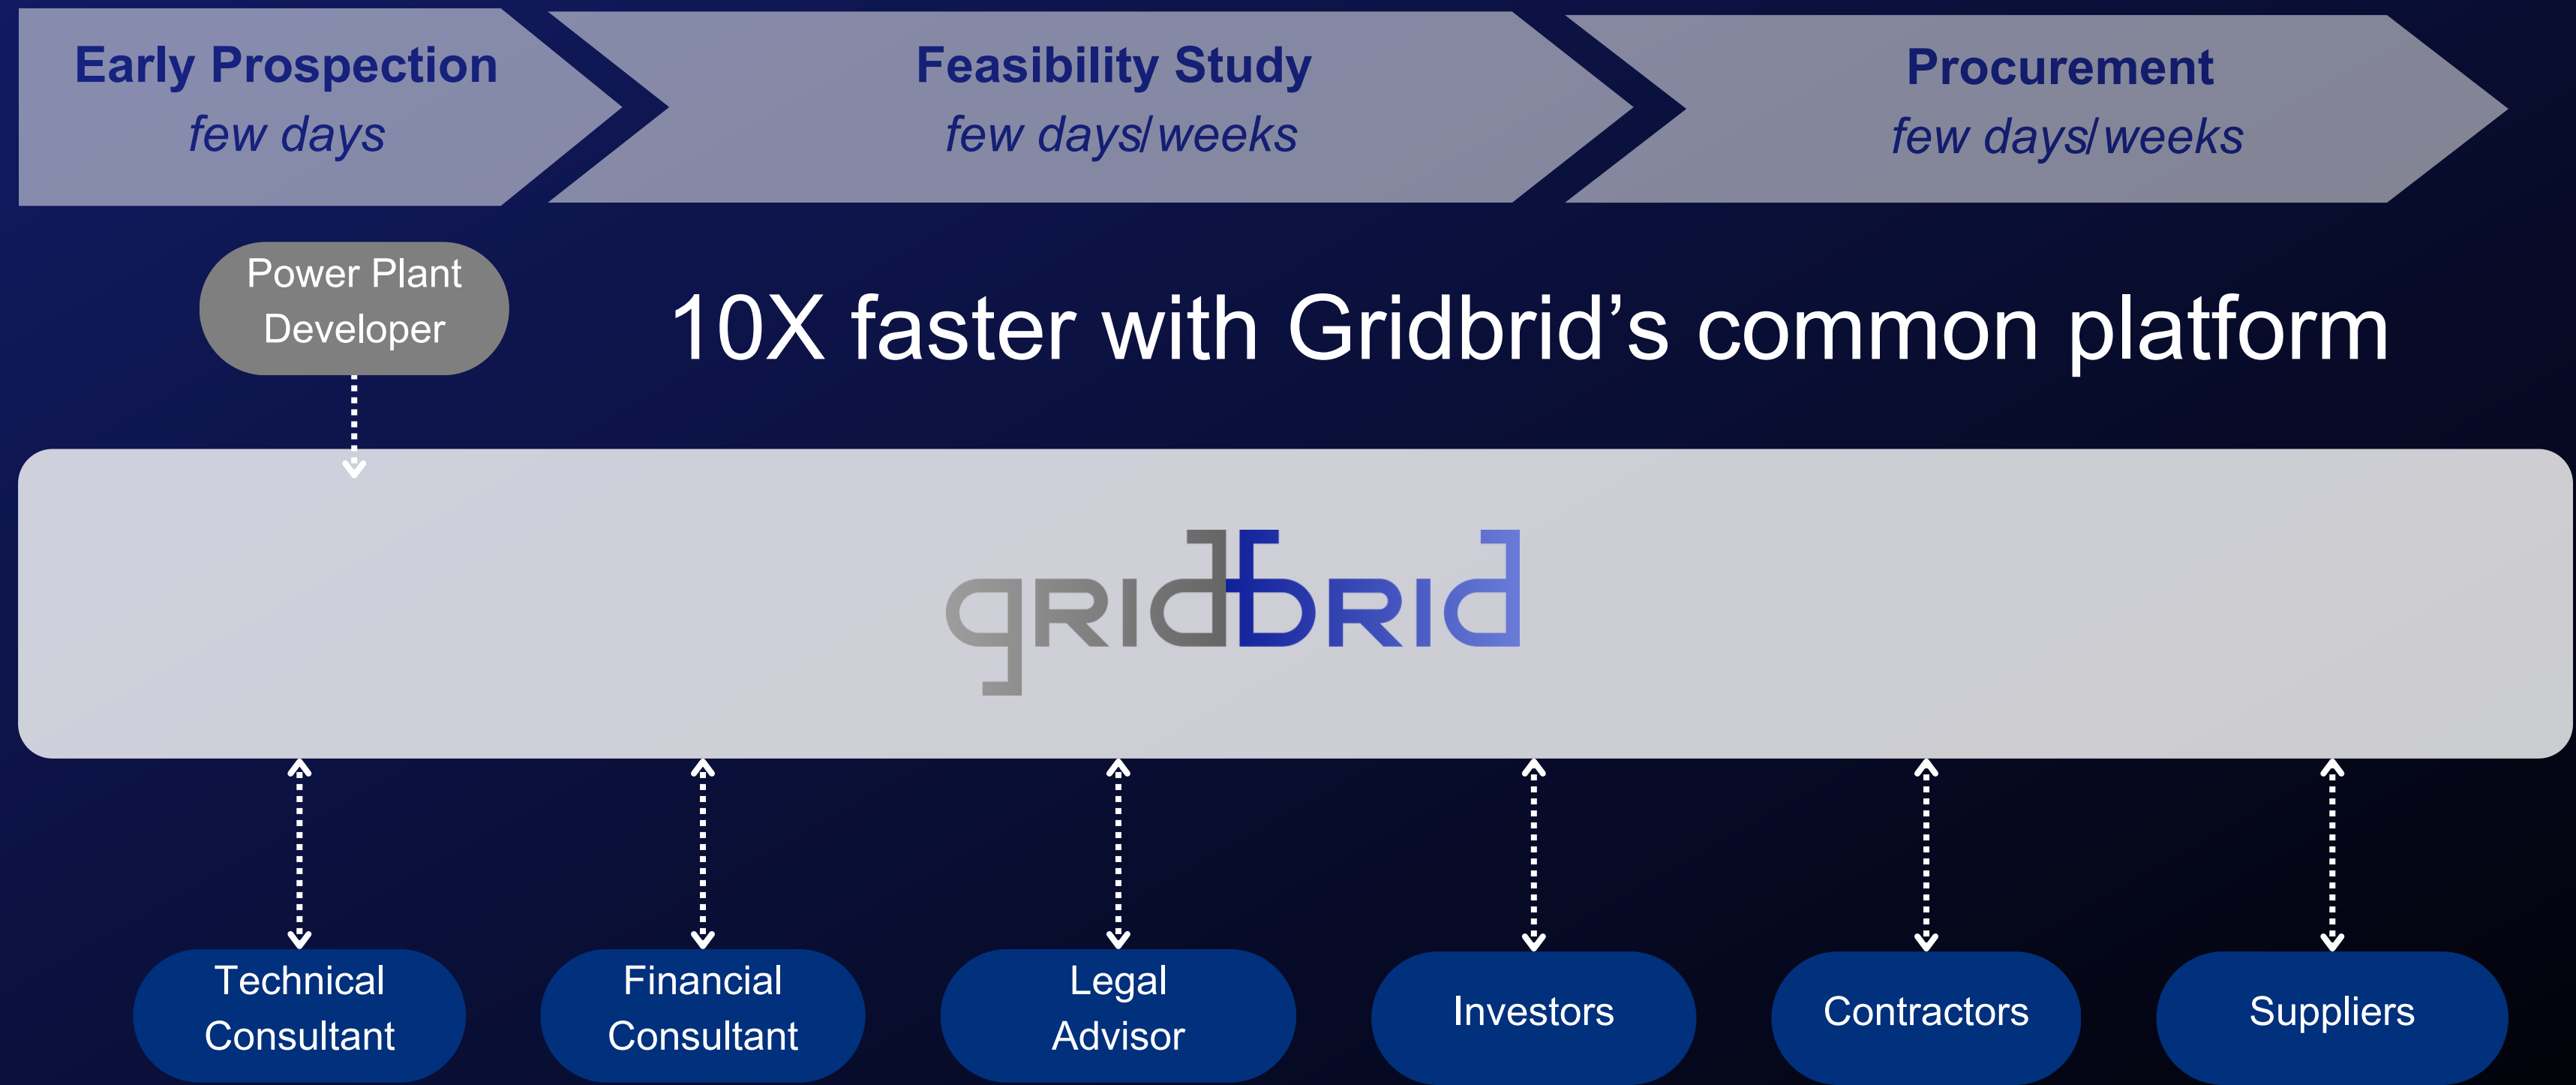 Early Prospection
few days
Feasibility Study
few days/weeks
Procurement
few days/weeks
Power Plant
Developer
10X faster with Gridbrid’s common platform
gridbrid
Technical
Consultant
Financial
Consultant
Legal
Advisor
Investors
Contractors
Suppliers